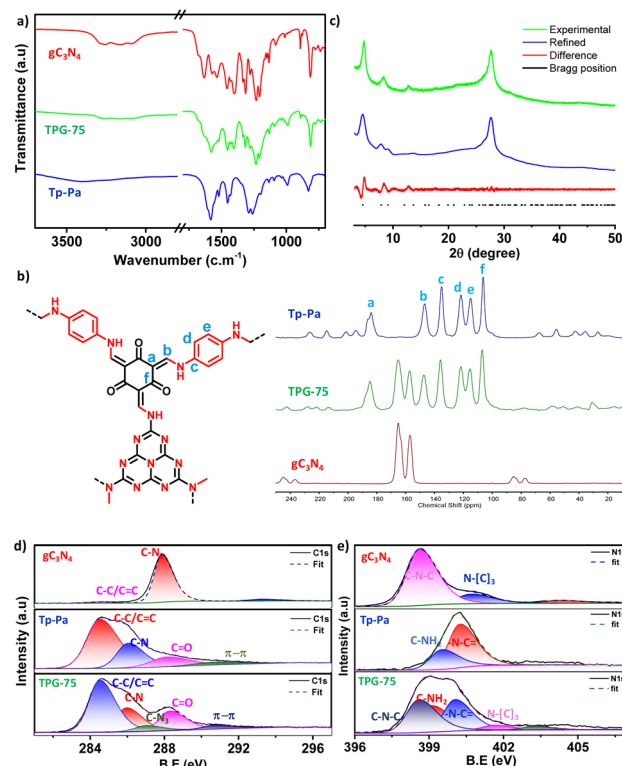 a)
gC3N4
TPG-75
Tp-Pa
Transmittance (a.u)
3500
3000
1500
1000
Wavenumber (c.m-1)
c)
Experimental
Refined
Difference
Bragg position
10
20
30
40
50
2θ (degree)
b)
H
N
NH
O
a
b
d
e
c
f
O
O
NH
H
N
NH
N
N
N
N
N
N
N
N
N
a
b
c
d
e
f
Tp-Pa
TPG-75
gC3N4
240
220
200
180
160
140
120
100
80
60
40
20
0
Chemical Shift (ppm)
d)
gC3N4
C-N
C-C/C=C
C1s
Fit
Tp-Pa
C-C/C=C
C-N
C=O
π−π
C1s
Fit
TPG-75
C-C/C=C
C-N
C-N3
C=O
π−π
C1s
Fit
Intensity (a.u)
284
288
292
296
B.E (eV)
e)
gC3N4
C-N-C
N-[C]3
N1
fit
Tp-Pa
C-NH2
-N-C=
N1
fit
TPG-75
C-N-C
C-NH2
-N-C=
N-[C]3
N1s
fit
Intensity (a.u)
396
399
402
405
B.E (eV)